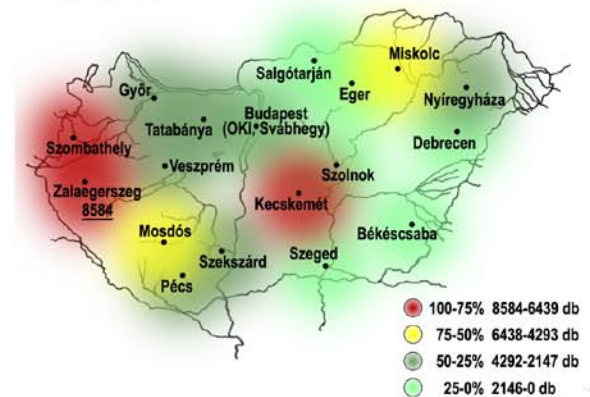 Miskolc
Salgótarján
Eger
Győr
Nyíregyháza
Budapest
Tatabánya
(OKI, Svábhegy)
Debrecen
Szombathely
Veszprém
Szolnok
Zalaegerszeg
8584
Kecskemét
Mosdós
Békéscsaba
Szekszárd
Szeged
Pécs
100-75% 8584-6439 db
75-50% 6438-4293 db
50-25% 4292-2147 db
25-0% 2146-0 db